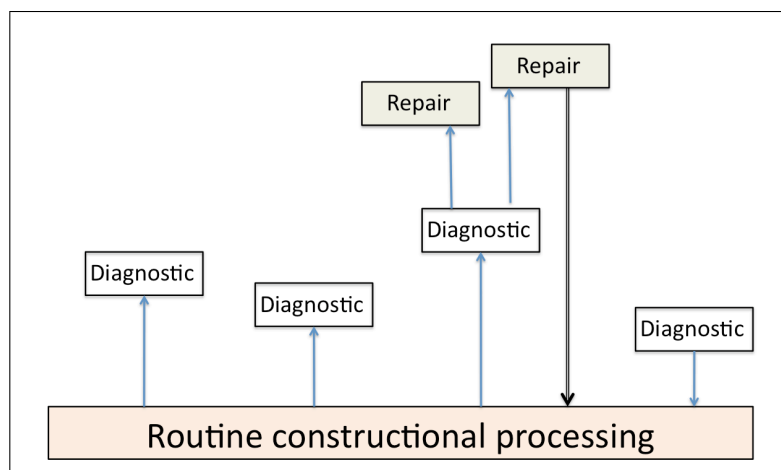 Repair
Repair
Diagnostic
Diagnostic
Diagnostic
Diagnostic
Routine constructional processing